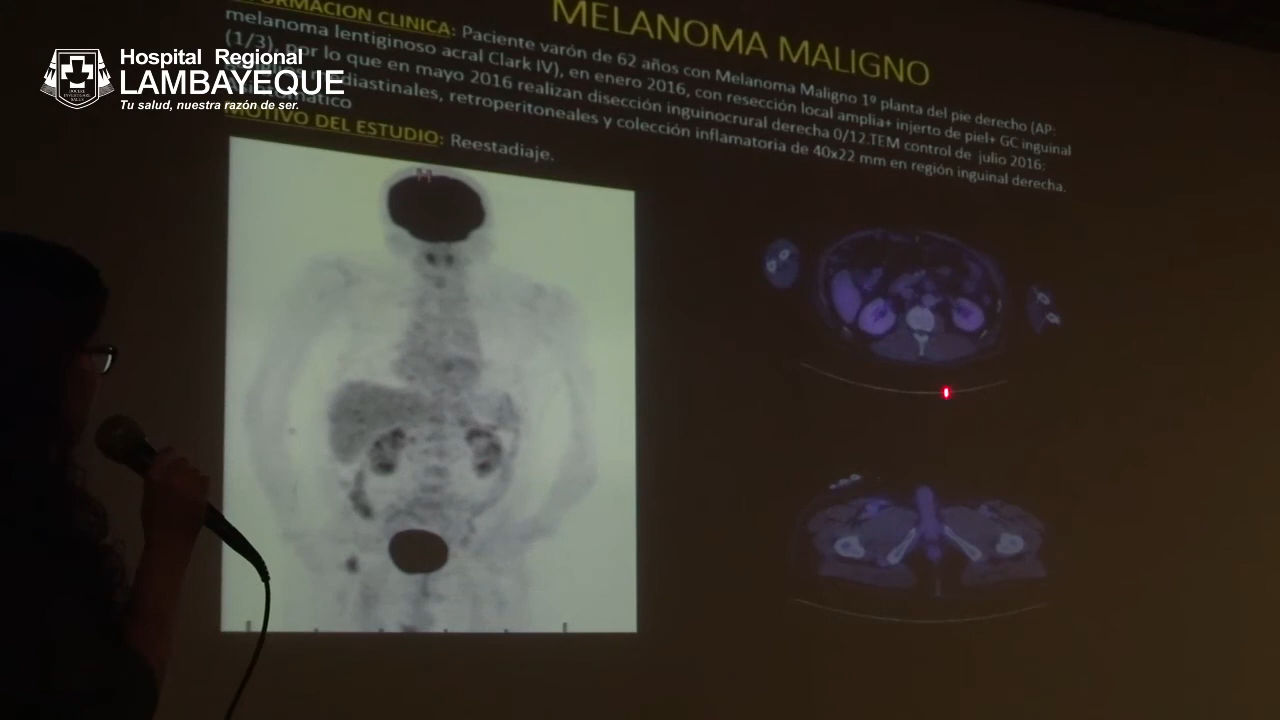 Hospital Regional
LAMBAYEQUE
Tu salud, nuestra razón de ser.
MELANOMA MALIGNO
CLINICA: Paciente varón de 62 años con Melanoma Maligno 1º planta del pie derecho (AP:
melanoma lentiginoso acral Clark IV), en enero 2016, con resección local amplia+ injerto de piel+ GC inguinal
(1/3), por lo que en mayo 2016 realizan disección inguinocrural derecha 0/12.TEM control de julio 2016:
retroperitoneales y colección inflamatoria de 40x22 mm en región inguinal derecha.
MOTIVO DEL ESTUDIO: Reestadiaje.
H